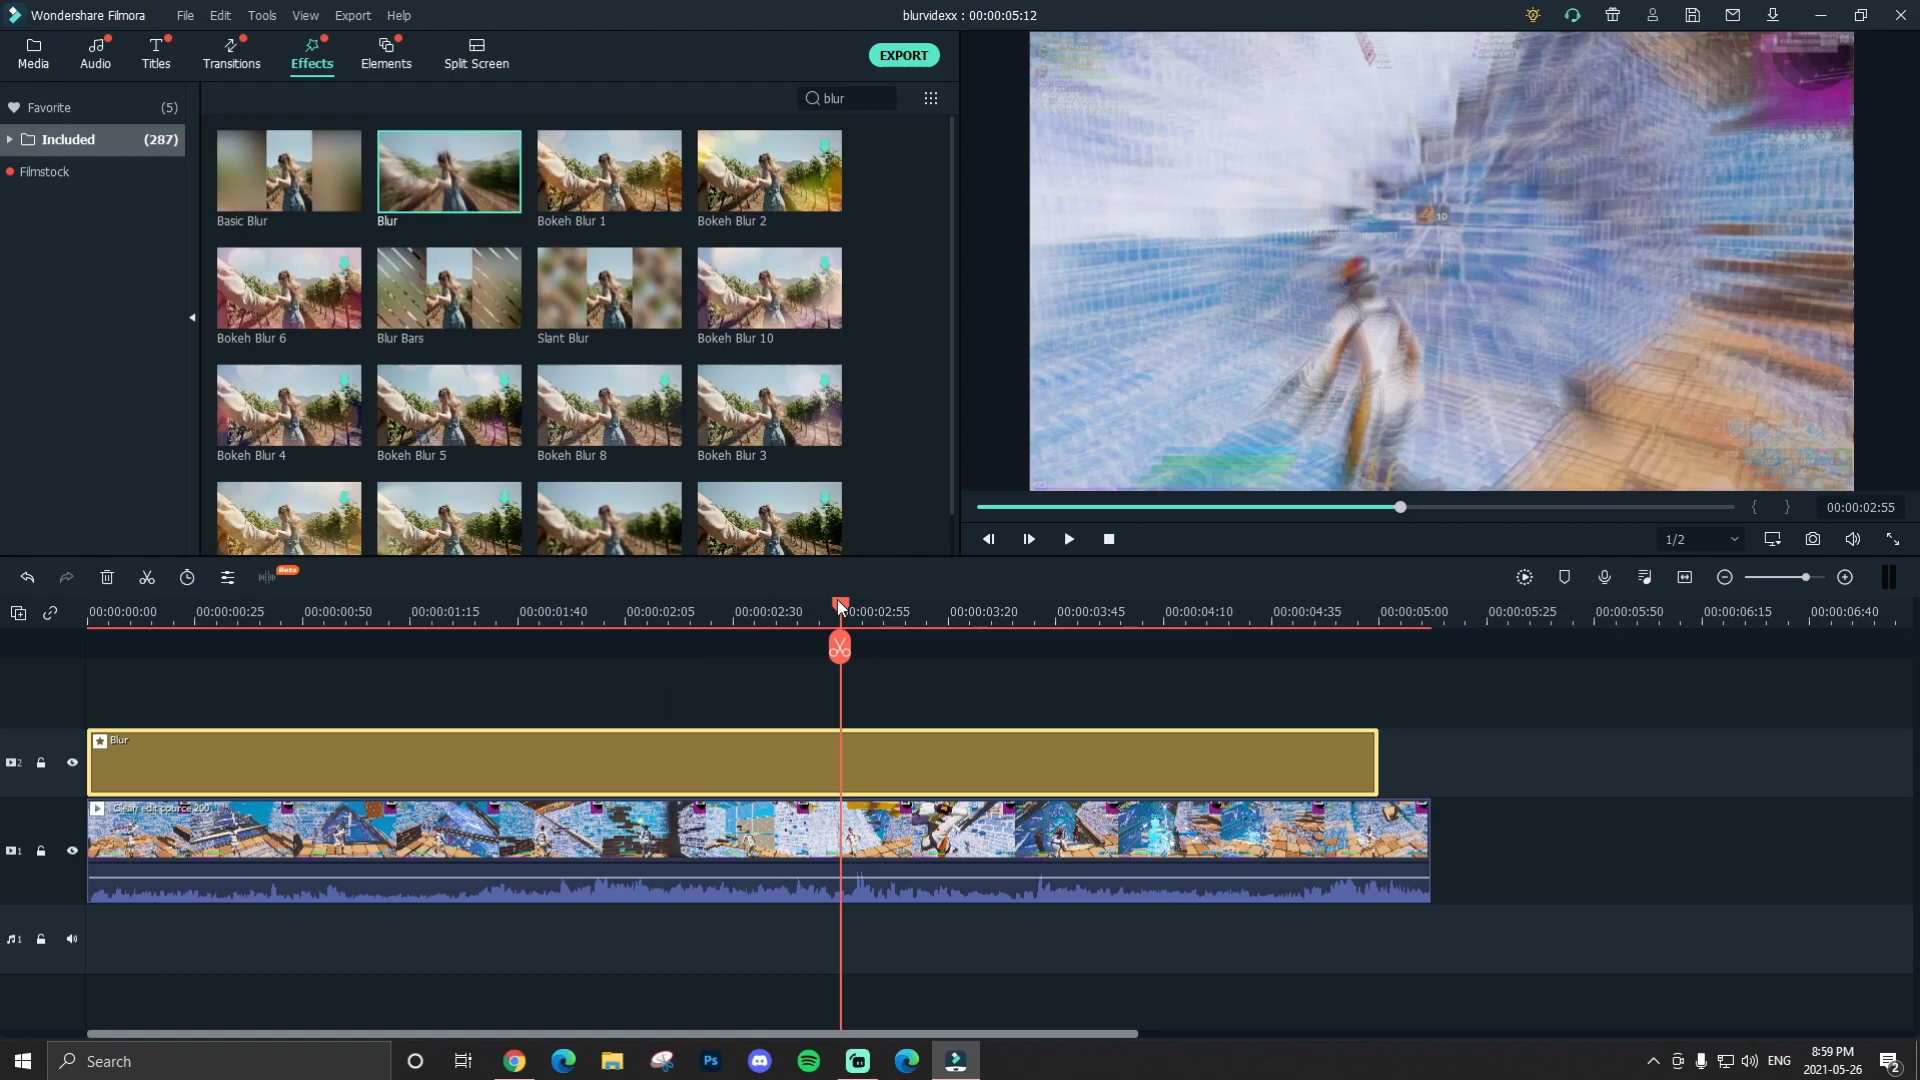 Wondershare Filmora
File Edit Tools View Export Help
blurvidexx : 00:00:05:12
Media
Audio
Titles
Transitions
Effects
Elements
Split Screen
EXPORT
Favorite (5)
Included (287)
Filmstock
blur
Basic Blur
Blur
Bokeh Blur 1
Bokeh Blur 2
Bokeh Blur 6
Blur Bars
Slant Blur
Bokeh Blur 10
Bokeh Blur 4
Bokeh Blur 5
Bokeh Blur 8
Bokeh Blur 3
10
00:00:02:55
1/2
Beta
00:00:00:00 00:00:00:25 00:00:00:50 00:00:01:15 00:00:01:40 00:00:02:05 00:00:02:30 00:00:02:55 00:00:03:20 00:00:03:45 00:00:04:10 00:00:04:35 00:00:05:00 00:00:05:25 00:00:05:50 00:00:06:15 00:00:06:40
2
Blur
Clean edit cource 200
1
1
Search
Ps
ENG
8:59 PM
2021-05-26
2